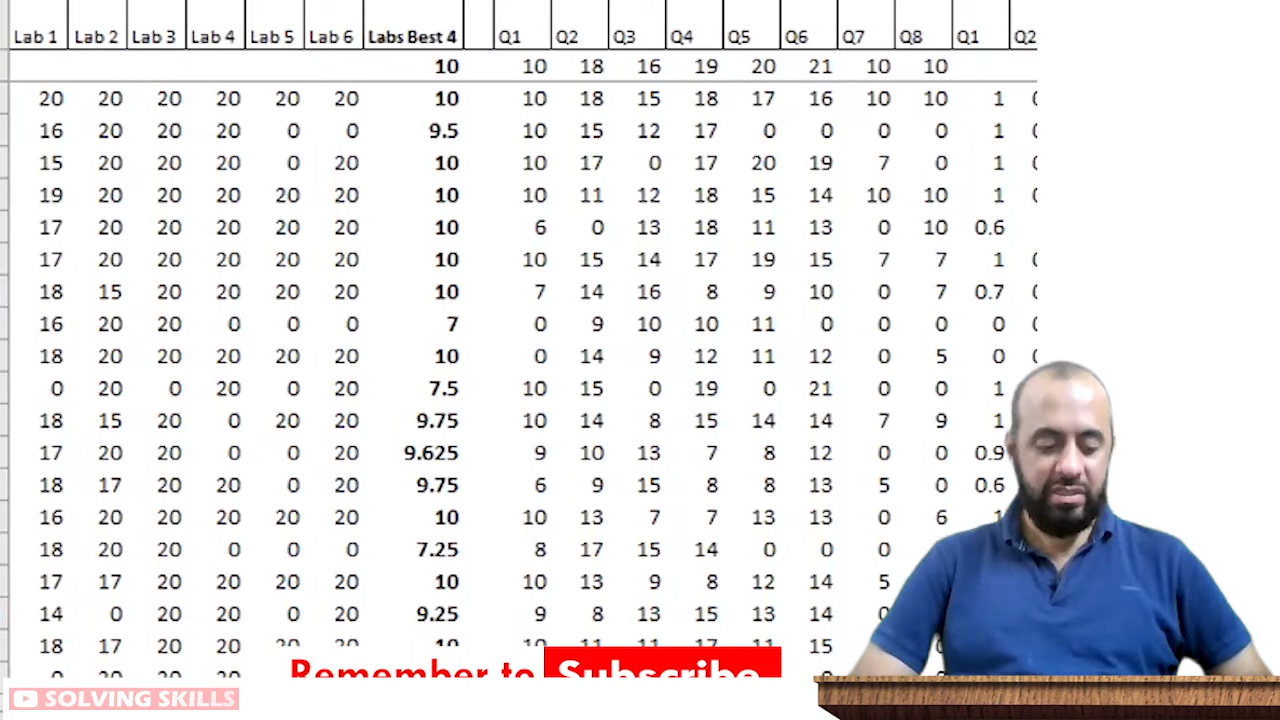 Lab 1 Lab 2 Lab 3 Lab 4 Lab 5 Lab 6 Labs Best 4 Q1 Q2 Q3 Q4 Q5 Q6 Q7 Q8 Q1 Q2
10 10 18 16 19 20 21 10 10
20 20 20 20 20 20 10 10 18 15 18 17 16 10 10 1
16 20 20 20 0 0 9.5 10 15 12 17 0 0 0 0 1
15 20 20 20 0 20 10 10 17 0 17 20 19 7 0 1
19 20 20 20 20 20 10 10 11 12 18 15 14 10 10 1
17 20 20 20 20 20 10 6 0 13 18 11 13 0 10 0.6
17 20 20 20 20 20 10 10 15 14 17 19 15 7 7 1
18 15 20 20 20 20 10 7 14 16 8 9 10 0 7 0.7
16 20 20 0 0 0 7 0 9 10 10 11 0 0 0 0
18 20 20 20 20 20 10 0 14 9 12 11 12 0 5 0
0 20 0 20 0 20 7.5 10 15 0 19 0 21 0 0 1
18 15 20 0 20 20 9.75 10 14 8 15 14 14 7 9 1
17 20 20 0 0 20 9.625 9 10 13 7 8 12 0 0 0.9
18 17 20 20 0 20 9.75 6 9 15 8 8 13 5 0 0.6
16 20 20 20 20 20 10 10 13 7 7 13 13 0 6
18 20 20 0 0 0 7.25 8 17 15 14 0 0 0
17 17 20 20 20 20 10 10 13 9 8 12 14 5
14 0 20 20 0 20 9.25 9 8 13 15 13 14
18 17 20 20 20 20 10 10 11 11 17 11 15
Remember to Subscribe
SOLVING SKILLS